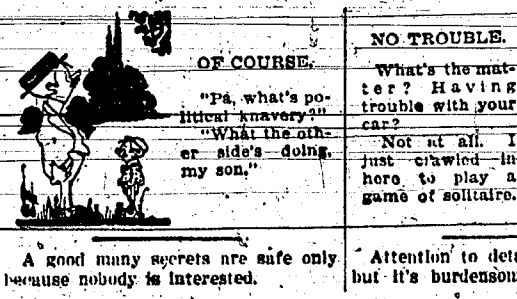 OF COURSE.
"Pa, what's po-
litical knavery?"
"What the oth-
er side's doing,
my son."
A good many secrets are safe only
because nobody is interested.
NO TROUBLE.
What's the mat-
ter? Having
trouble with your
car?
Not at all. I
just crawled in
here to play a
game of solitaire.
Attention to
but it's